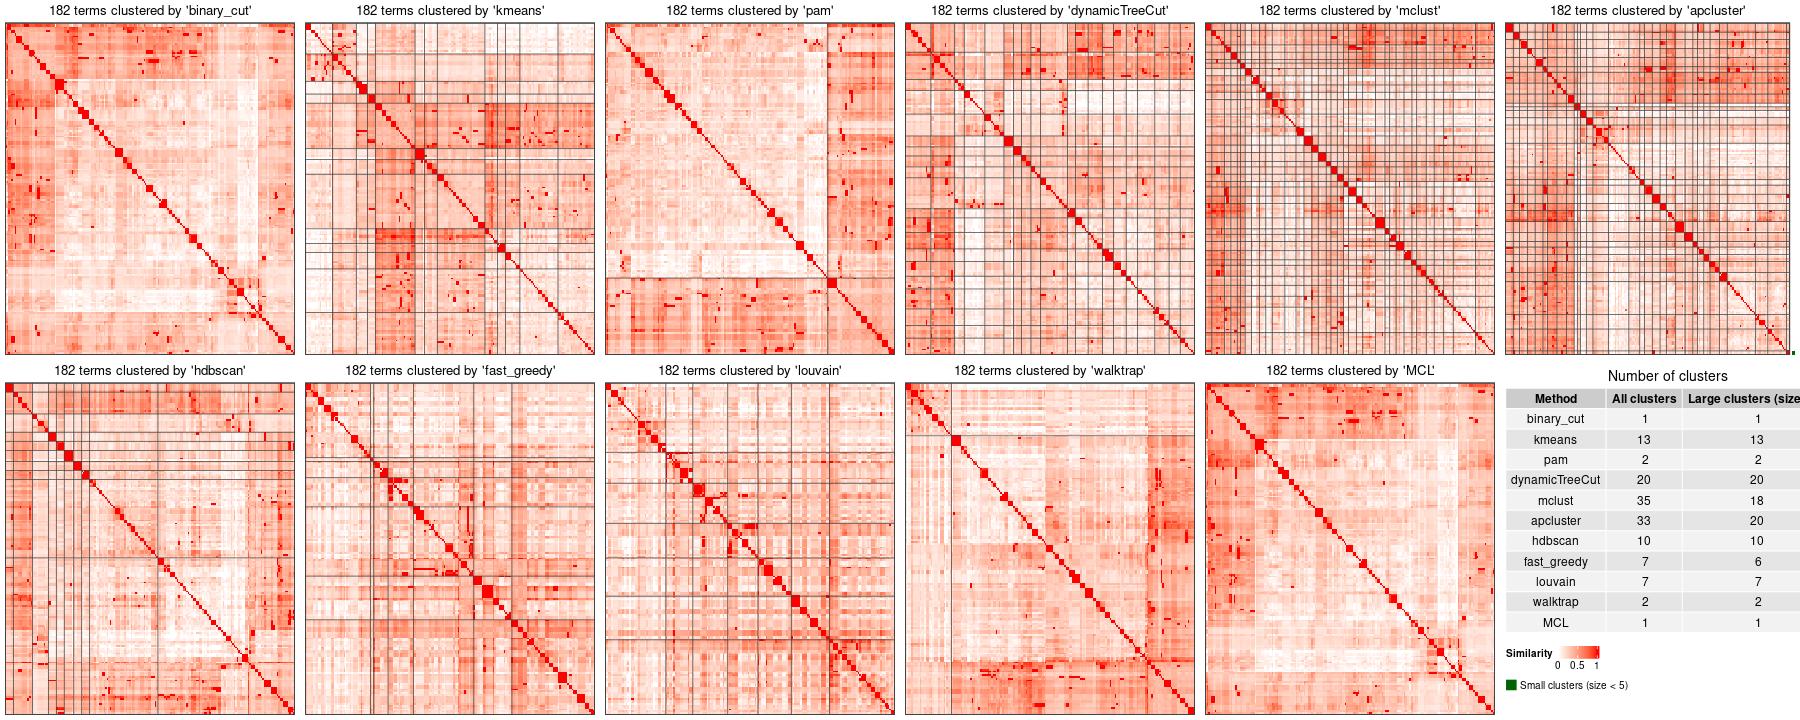 182 terms clustered by 'binary_cut'
182 terms clustered by 'kmeans'
182 terms clustered by 'pam'
182 terms clustered by 'dynamicTreeCut'
182 terms clustered by 'mclust'
182 terms clustered by 'apcluster'
182 terms clustered by 'hdbscan'
182 terms clustered by 'fast_greedy'
182 terms clustered by 'louvain'
182 terms clustered by 'walktrap'
182 terms clustered by 'MCL'
Number of clusters
Method All clusters Large clusters (size
binary_cut 1 1
kmeans 13 13
pam 2 2
dynamicTreeCut 20 20
mclust 35 18
apcluster 33 20
hdbscan 10 10
fast_greedy 7 6
louvain 7 7
walktrap 2 2
MCL 1 1
Similarity
0 0.5 1
Small clusters (size < 5)